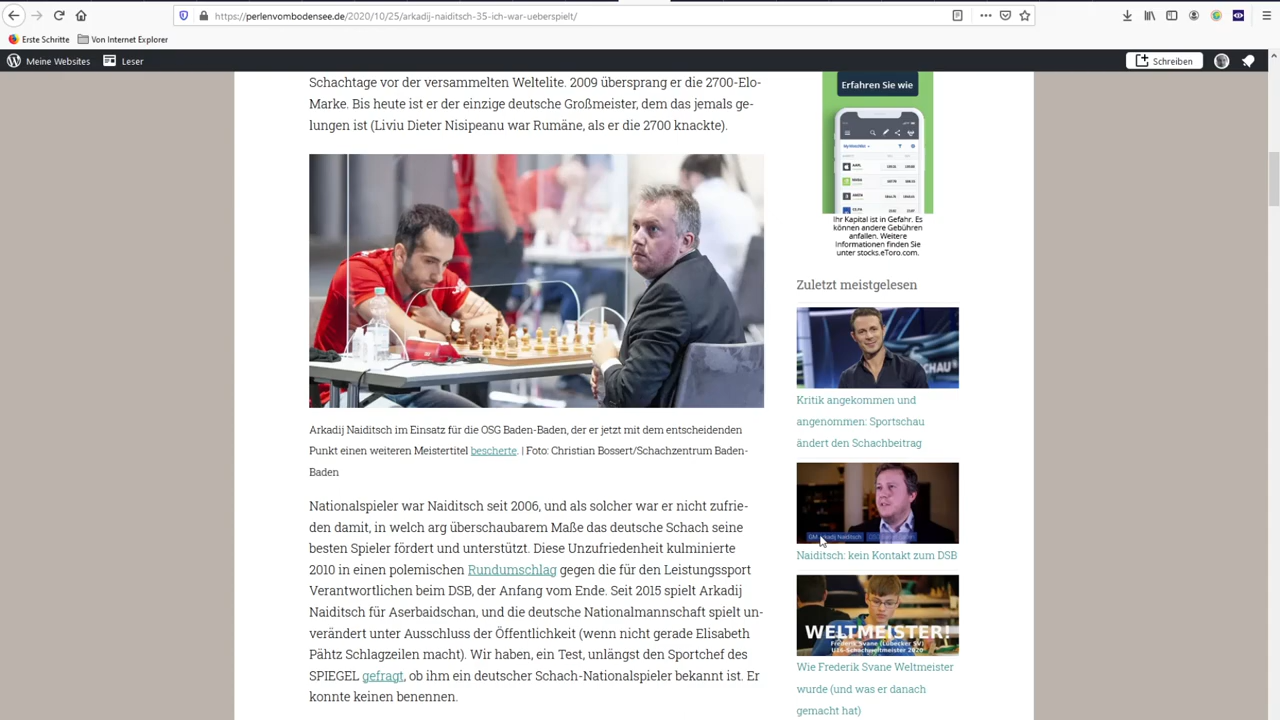 https://perlenvombodensee.de/2020/10/25/arkadij-naiditsch-35-ich-war-ueberspielt/
Erste Schritte
Von Internet Explorer
Meine Websites
Leser
Schreiben
Schachtage vor der versammelten Weltelite. 2009 übersprang er die 2700-Elo-
Marke. Bis heute ist er der einzige deutsche Großmeister, dem das jemals ge-
lungen ist (Liviu Dieter Nisipeanu war Rumäne, als er die 2700 knackte).
Arkadij Naiditsch im Einsatz für die OSG Baden-Baden, der er jetzt mit dem entscheidenden
Punkt einen weiteren Meistertitel bescherte. | Foto: Christian Bossert/Schachzentrum Baden-
Baden
Nationalspieler war Naiditsch seit 2006, und als solcher war er nicht zufrie-
den damit, in welch arg überschaubarem Maße das deutsche Schach seine
besten Spieler fördert und unterstützt. Diese Unzufriedenheit kulminierte
2010 in einen polemischen Rundumschlag gegen die für den Leistungssport
Verantwortlichen beim DSB, der Anfang vom Ende. Seit 2015 spielt Arkadij
Naiditsch für Aserbaidschan, und die deutsche Nationalmannschaft spielt un-
verändert unter Ausschluss der Öffentlichkeit (wenn nicht gerade Elisabeth
Pähtz Schlagzeilen macht). Wir haben, ein Test, unlängst den Sportchef des
SPIEGEL gefragt, ob ihm ein deutscher Schach-Nationalspieler bekannt ist. Er
konnte keinen benennen.
Erfahren Sie wie
Ihr Kapital ist in Gefahr. Es
können andere Gebühren
anfallen. Weitere
Informationen finden Sie
unter stocks.eToro.com.
Zuletzt meistgelesen
Kritik angekommen und
angenommen: Sportschau
ändert den Schachbeitrag
Naiditsch: kein Kontakt zum DSB
WELTMEISTER!
Frederik Svane (Lübecker SV)
U16-Schachweltmeister 2020
Wie Frederik Svane Weltmeister
wurde (und was er danach
gemacht hat)